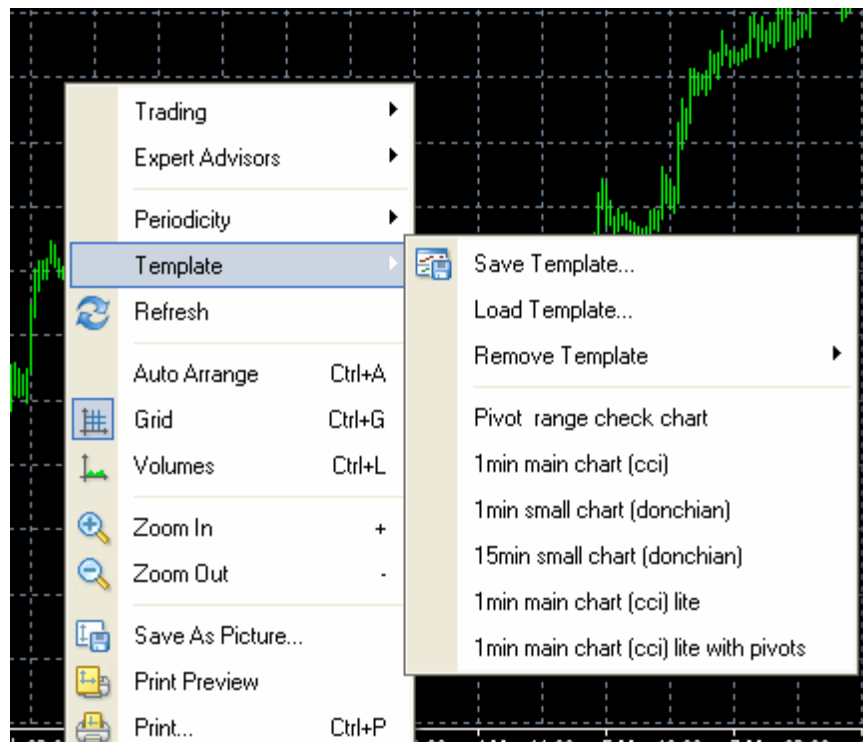 Trading
Expert Advisors
Periodicity
Template
Refresh
Auto Arrange Ctrl+A
Grid Ctrl+G
Volumes Ctrl+L
Zoom In +
Zoom Out -
Save As Picture...
Print Preview
Print... Ctrl+P
Save Template...
Load Template...
Remove Template
Pivot range check chart
1min main chart (cci)
1min small chart (donchian)
15min small chart (donchian)
1min main chart (cci) lite
1min main chart (cci) lite with pivots